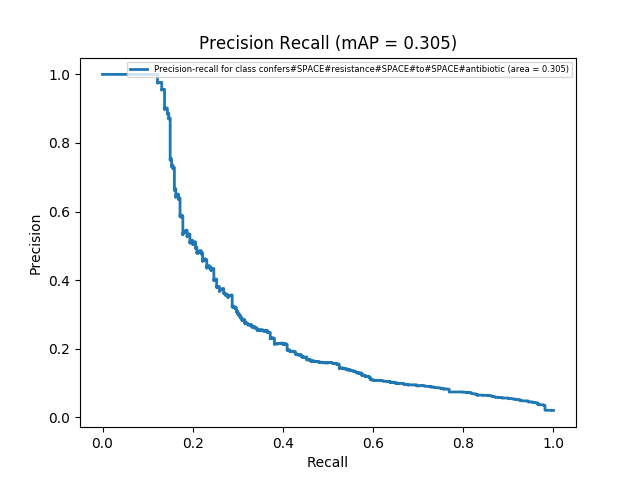 Precision Recall (mAP = 0.305)
Precision-recall for class confers#SPACE#resistance#SPACE#to#SPACE#antibiotic (area = 0.305)
1.0
0.8
0.6
0.4
0.2
0.0
Precision
0.0 0.2 0.4 0.6 0.8 1.0
Recall